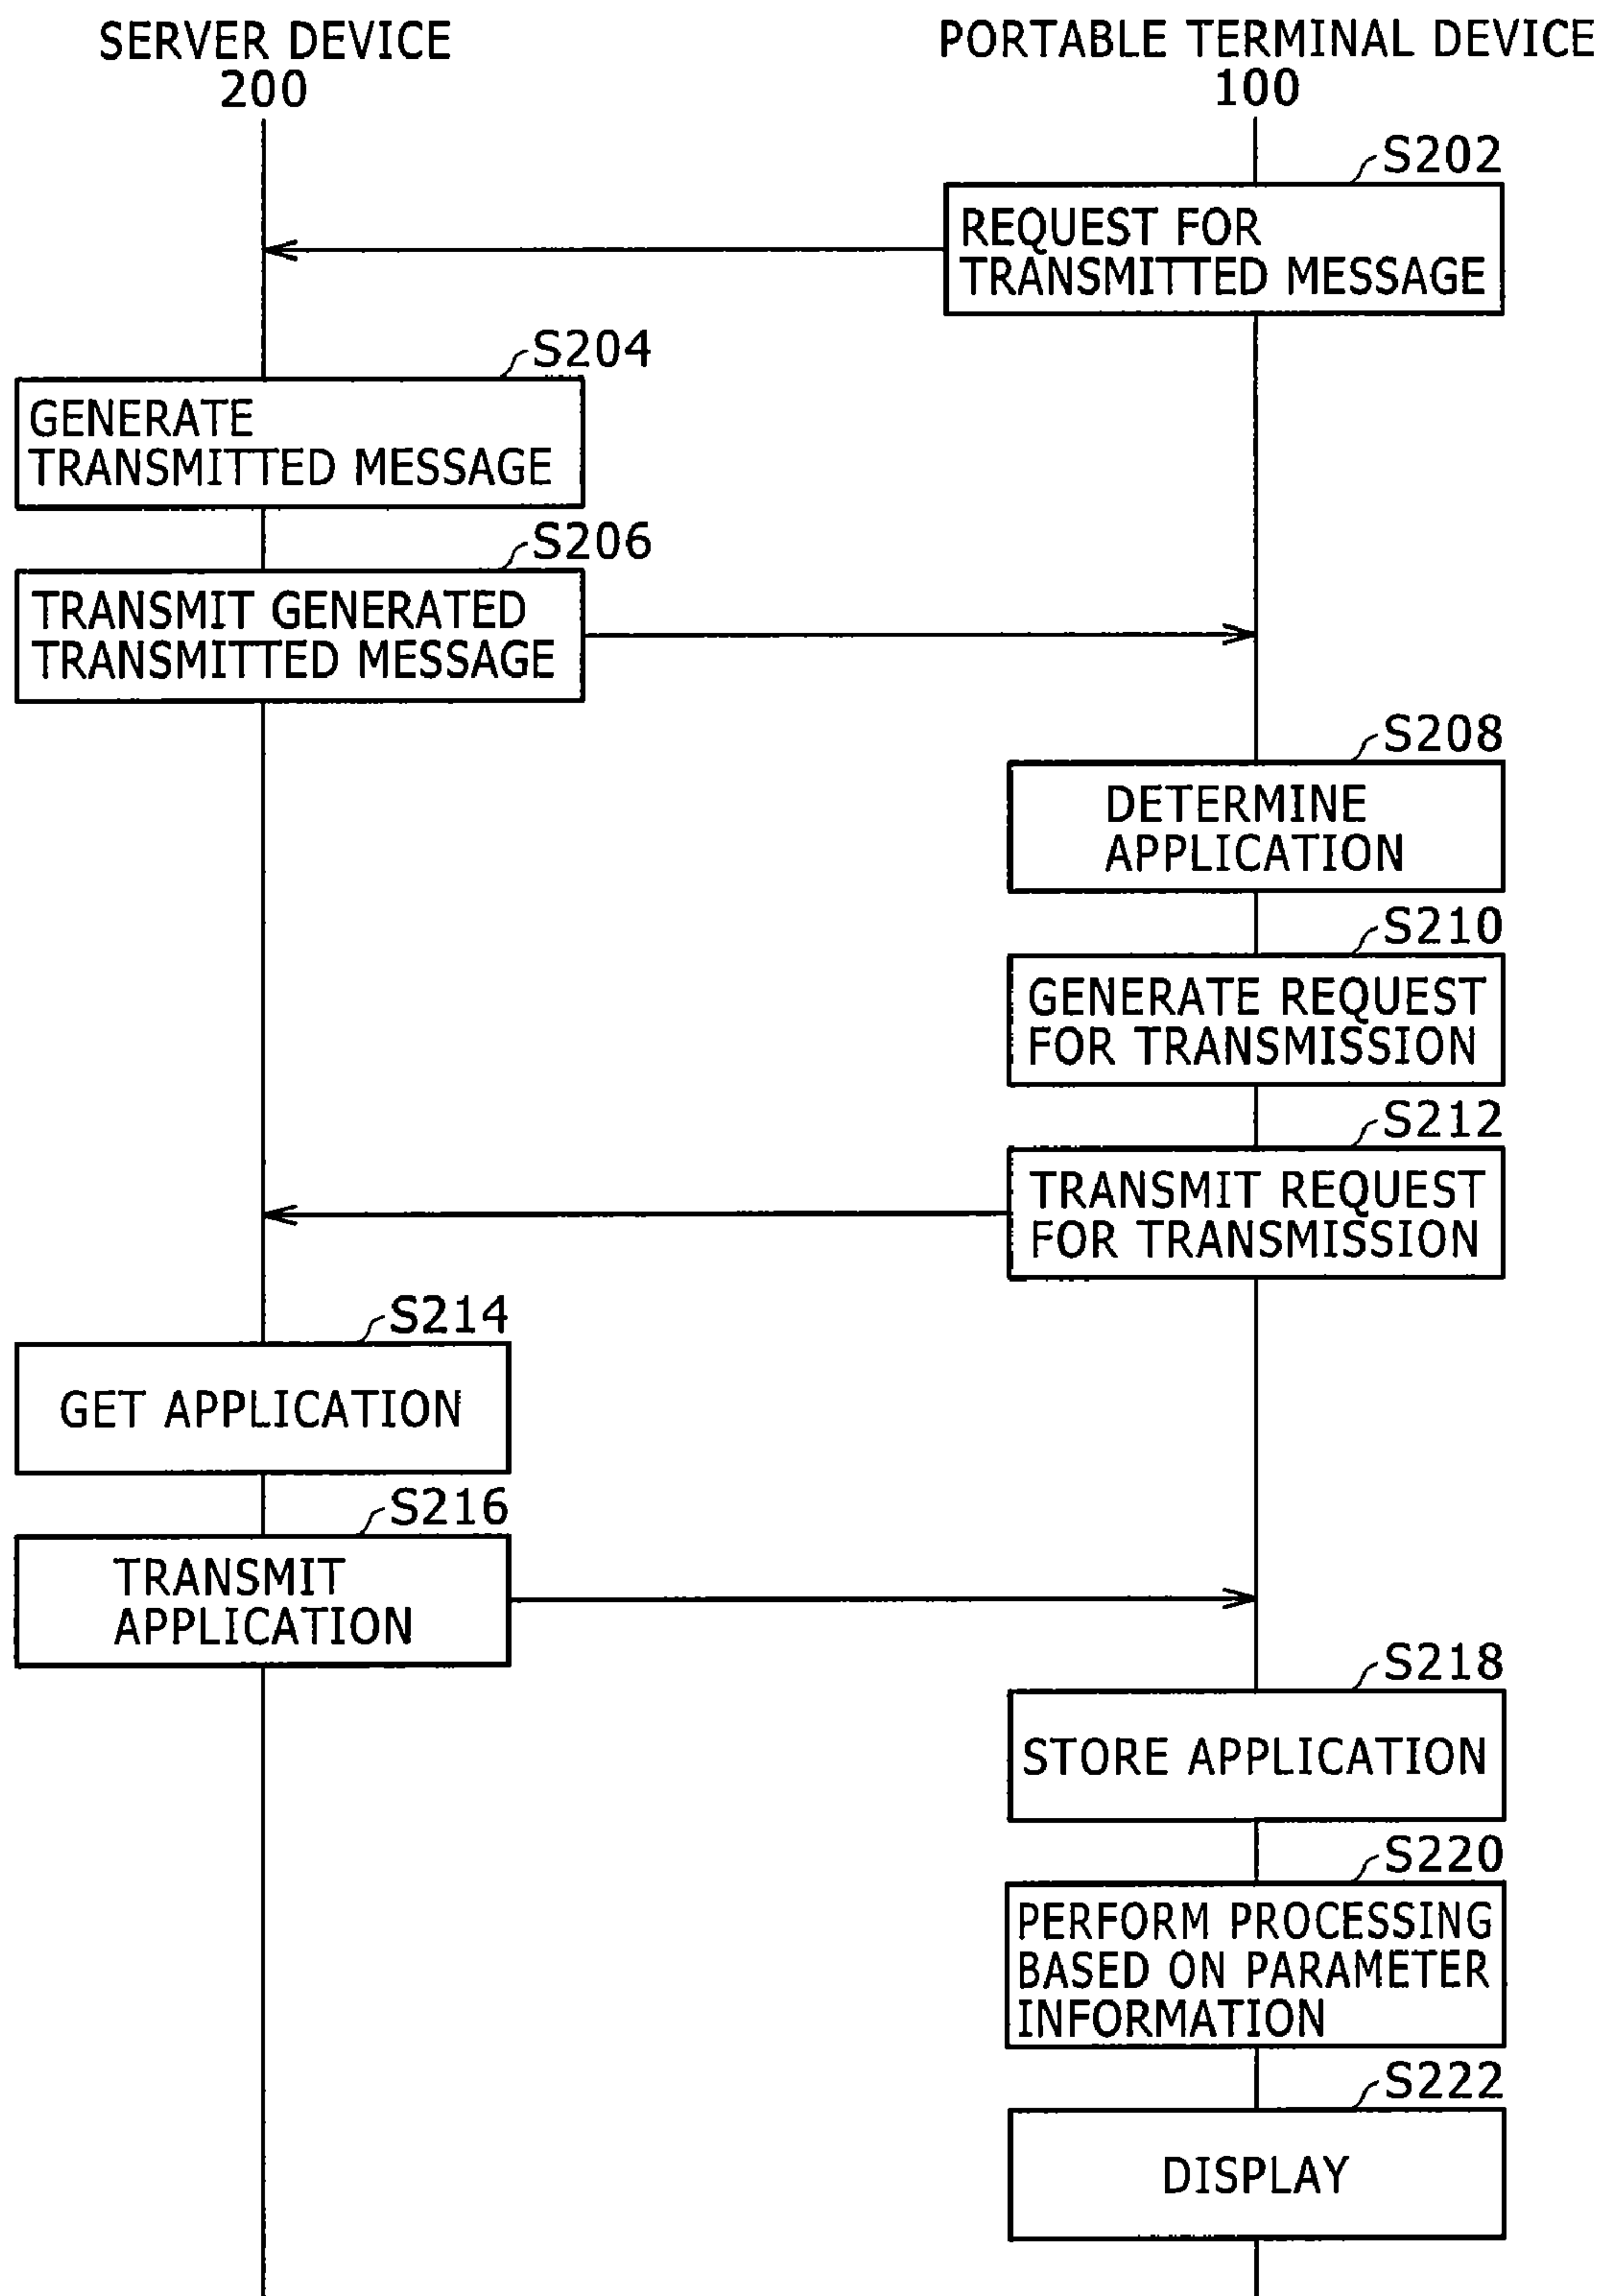 SERVER DEVICE
200
PORTABLE TERMINAL DEVICE
100
S202
REQUEST FOR
TRANSMITTED MESSAGE
S204
GENERATE
TRANSMITTED MESSAGE
S206
TRANSMIT GENERATED
TRANSMITTED MESSAGE
S208
DETERMINE
APPLICATION
S210
GENERATE REQUEST
FOR TRANSMISSION
S212
TRANSMIT REQUEST
FOR TRANSMISSION
S214
GET APPLICATION
S216
TRANSMIT
APPLICATION
S218
STORE APPLICATION
S220
PERFORM PROCESSING
BASED ON PARAMETER
INFORMATION
S222
DISPLAY